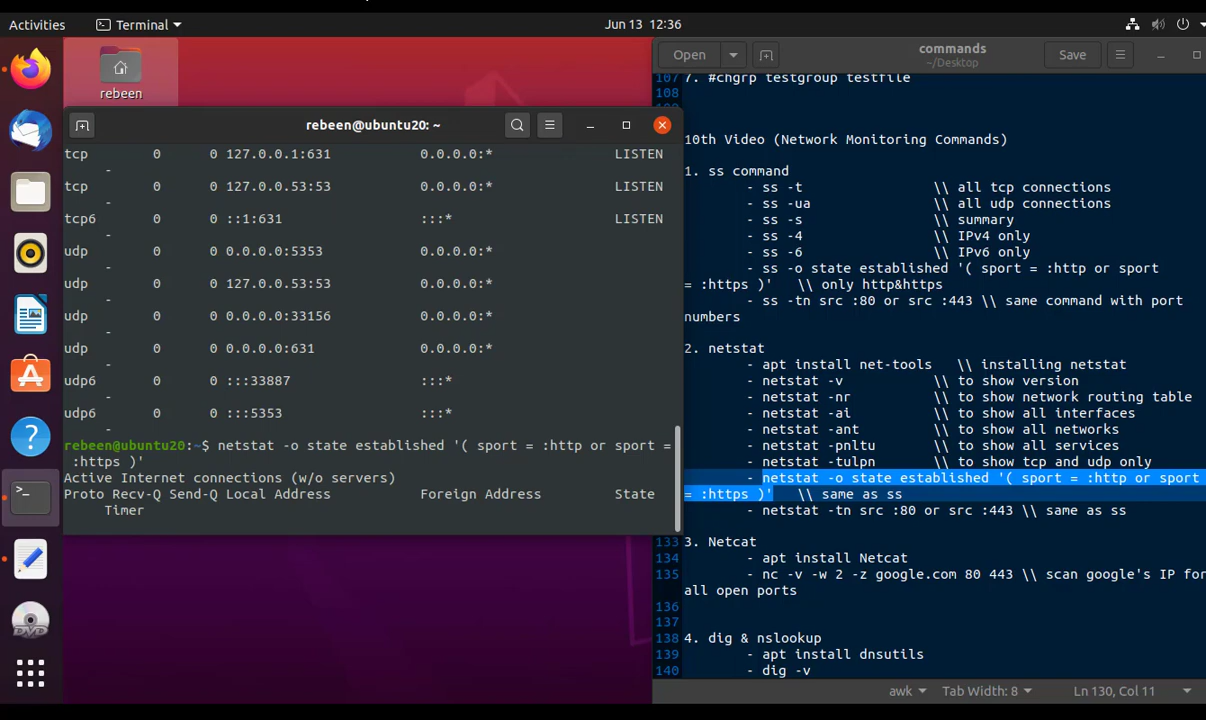 Activities
Terminal
Jun 13 12:36
rebeen
rebeen@ubuntu20: ~
tcp 0 0 127.0.0.1:631 0.0.0.0:* LISTEN
-
tcp 0 0 127.0.0.53:53 0.0.0.0:* LISTEN
-
tcp6 0 0 ::1:631 :::* LISTEN
-
udp 0 0 0.0.0.0:5353 0.0.0.0:*
-
udp 0 0 127.0.0.53:53 0.0.0.0:*
-
udp 0 0 0.0.0.0:33156 0.0.0.0:*
-
udp 0 0 0.0.0.0:631 0.0.0.0:*
-
udp6 0 0 :::33887 :::*
-
udp6 0 0 :::5353 :::*
-
rebeen@ubuntu20:~$ netstat -o state established '( sport = :http or sport =
:https )'
Active Internet connections (w/o servers)
Proto Recv-Q Send-Q Local Address Foreign Address State
Timer
Open
commands
~/Desktop
Save
107 7. #chgrp testgroup testfile
108
10th Video (Network Monitoring Commands)
1. ss command
- ss -t \\ all tcp connections
- ss -ua \\ all udp connections
- ss -s \\ summary
- ss -4 \\ IPv4 only
- ss -6 \\ IPv6 only
- ss -o state established '( sport = :http or sport
= :https )' \\ only http&https
- ss -tn src :80 or src :443 \\ same command with port
numbers
2. netstat
- apt install net-tools \\ installing netstat
- netstat -v \\ to show version
- netstat -nr \\ to show network routing table
- netstat -ai \\ to show all interfaces
- netstat -ant \\ to show all networks
- netstat -pnltu \\ to show all services
- netstat -tulpn \\ to show tcp and udp only
- netstat -o state established '( sport = :http or sport
= :https )' \\ same as ss
- netstat -tn src :80 or src :443 \\ same as ss
133 3. Netcat
134 - apt install Netcat
135 - nc -v -w 2 -z google.com 80 443 \\ scan google's IP for
all open ports
136
137
138 4. dig & nslookup
139 - apt install dnsutils
140 - dig -v
awk
Tab Width: 8
Ln 130, Col 11